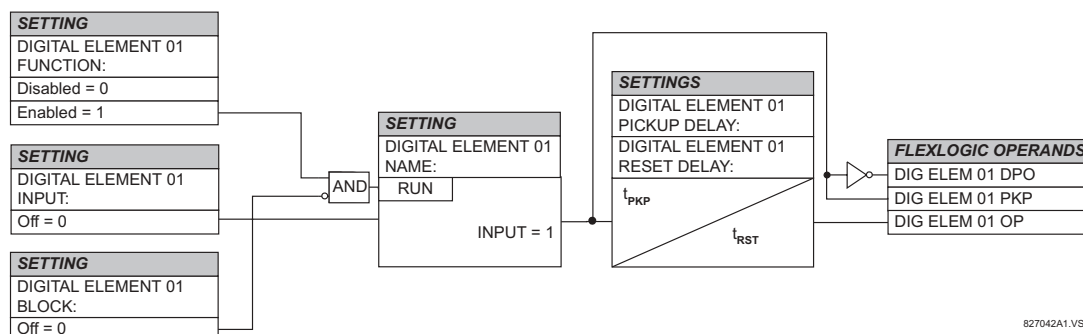 SETTING
DIGITAL ELEMENT 01
FUNCTION:
Disabled = 0
Enabled = 1
SETTING
DIGITAL ELEMENT 01
INPUT:
Off = 0
SETTING
DIGITAL ELEMENT 01
BLOCK:
Off = 0
AND
SETTING
DIGITAL ELEMENT 01
NAME:
RUN
INPUT = 1
SETTINGS
DIGITAL ELEMENT 01
PICKUP DELAY:
DIGITAL ELEMENT 01
RESET DELAY:
tPKP
tRST
FLEXLOGIC OPERANDS
DIG ELEM 01 DPO
DIG ELEM 01 PKP
DIG ELEM 01 OP
827042A1.VS